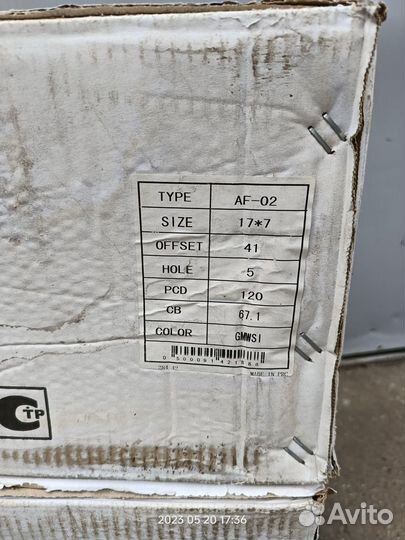 TYPE AF-02
SIZE 17*7
OFFSET 41
HOLE 5
PCD 120
CB 67.1
COLOR GMWSI
MADE IN PRC
СТР
2023 05 20 17:36
Avito